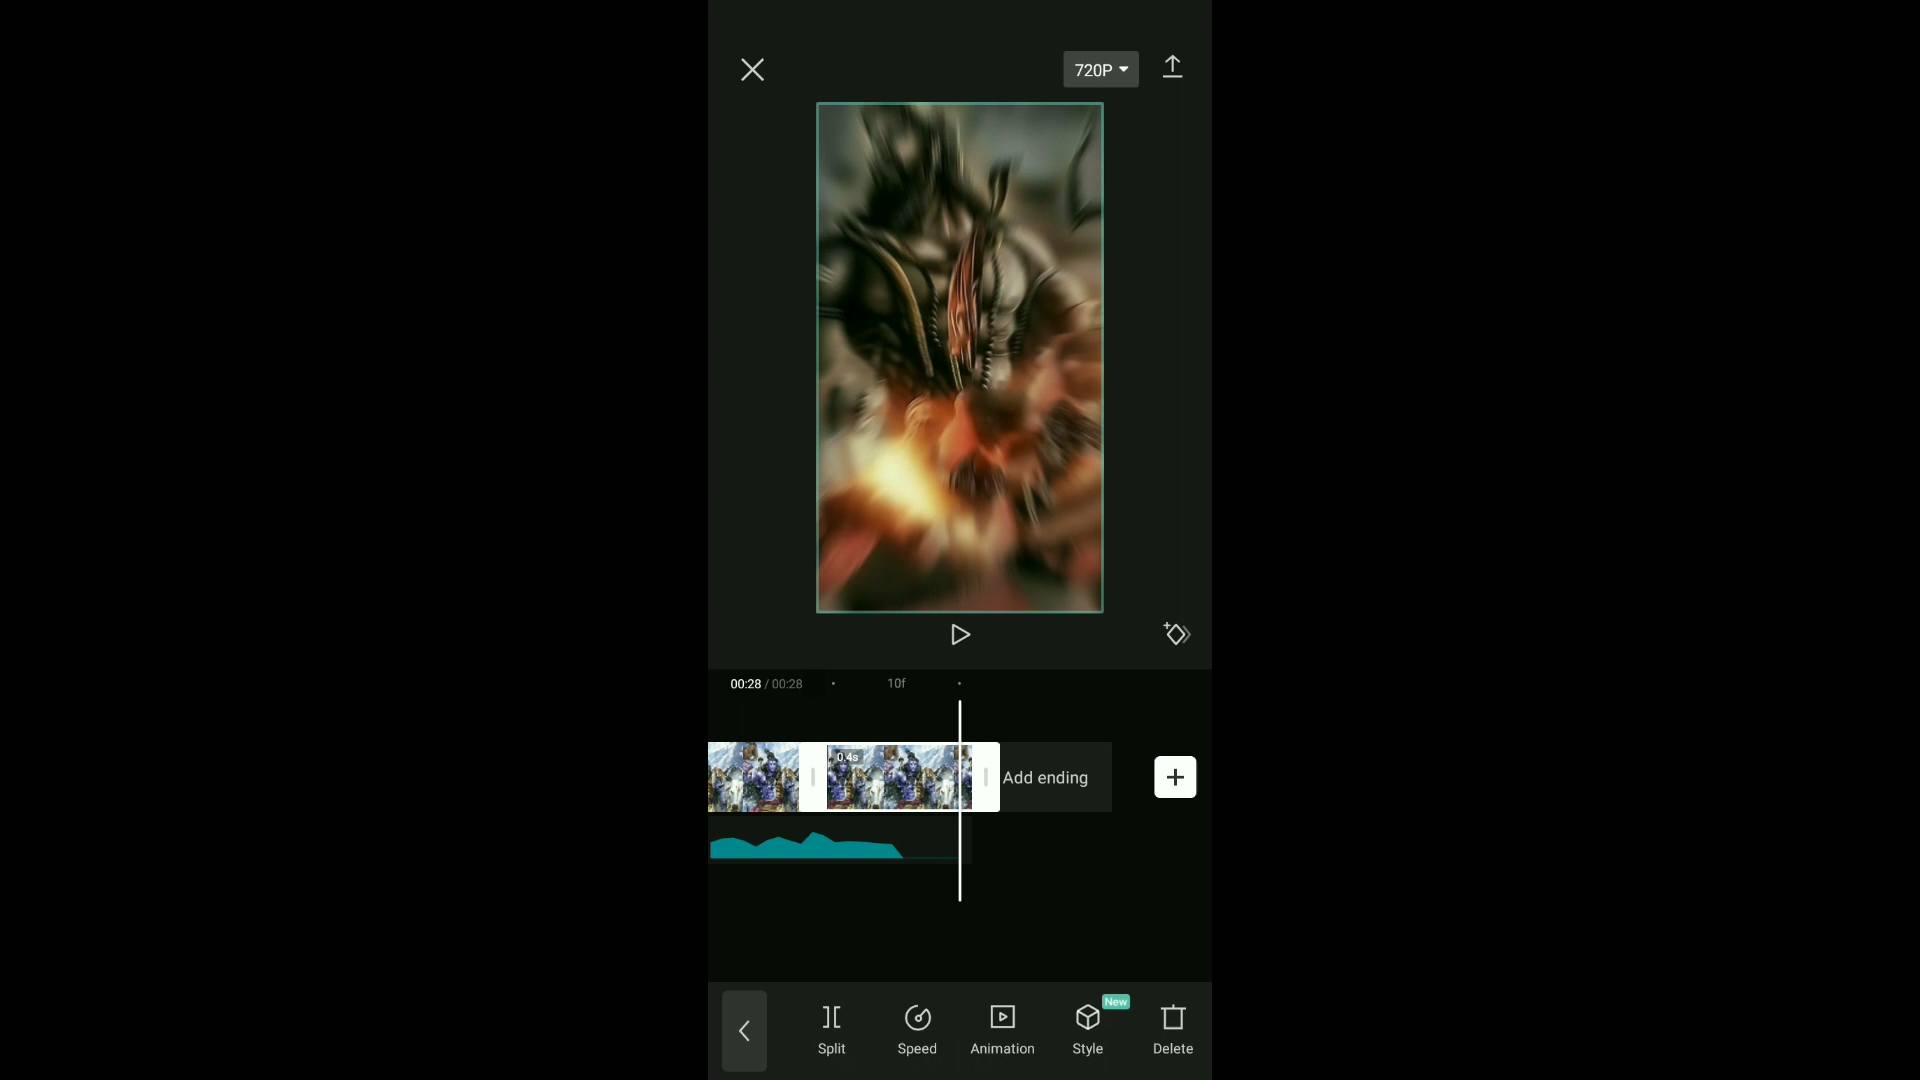 720P
00:28 / 00:28
10f
0.4s
Add ending
New
Split
Speed
Animation
Style
Delete